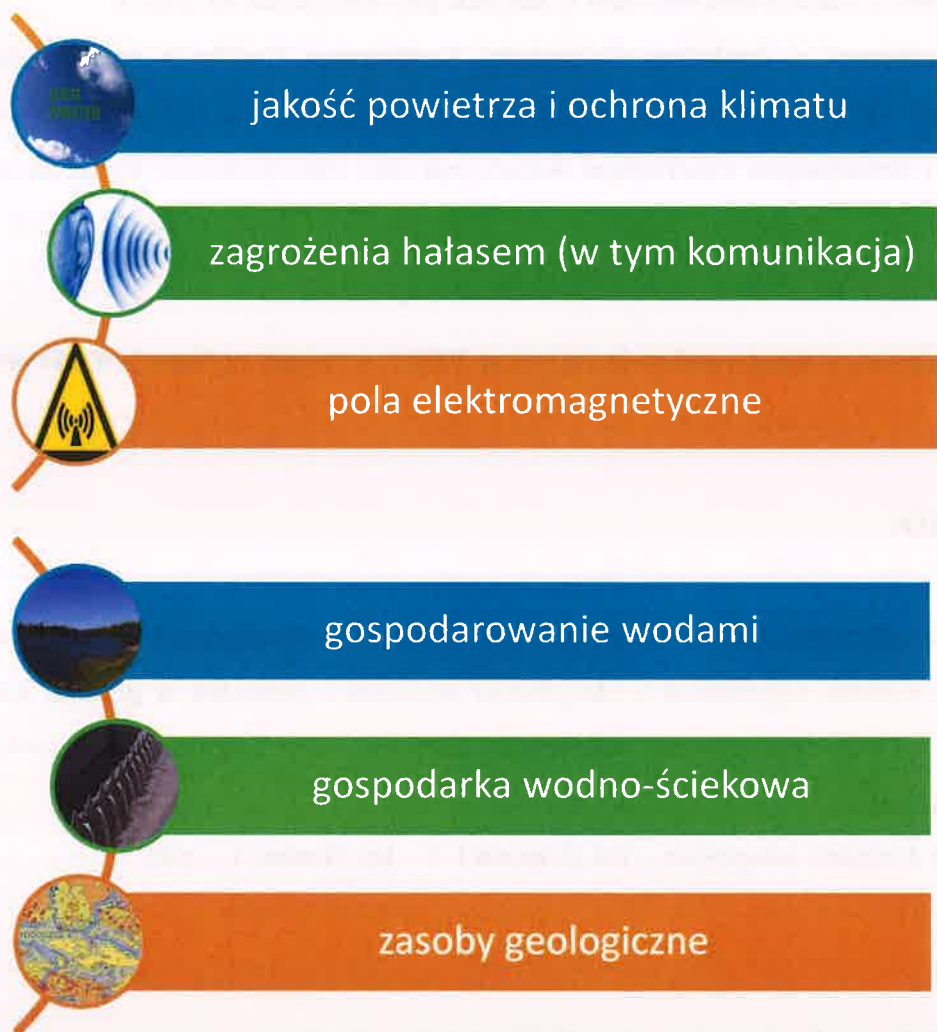 jakość powietrza i ochrona klimatu
zagrożenia hałasem (w tym komunikacja)
pola elektromagnetyczne
gospodarowanie wodami
gospodarka wodno-ściekowa
zasoby geologiczne